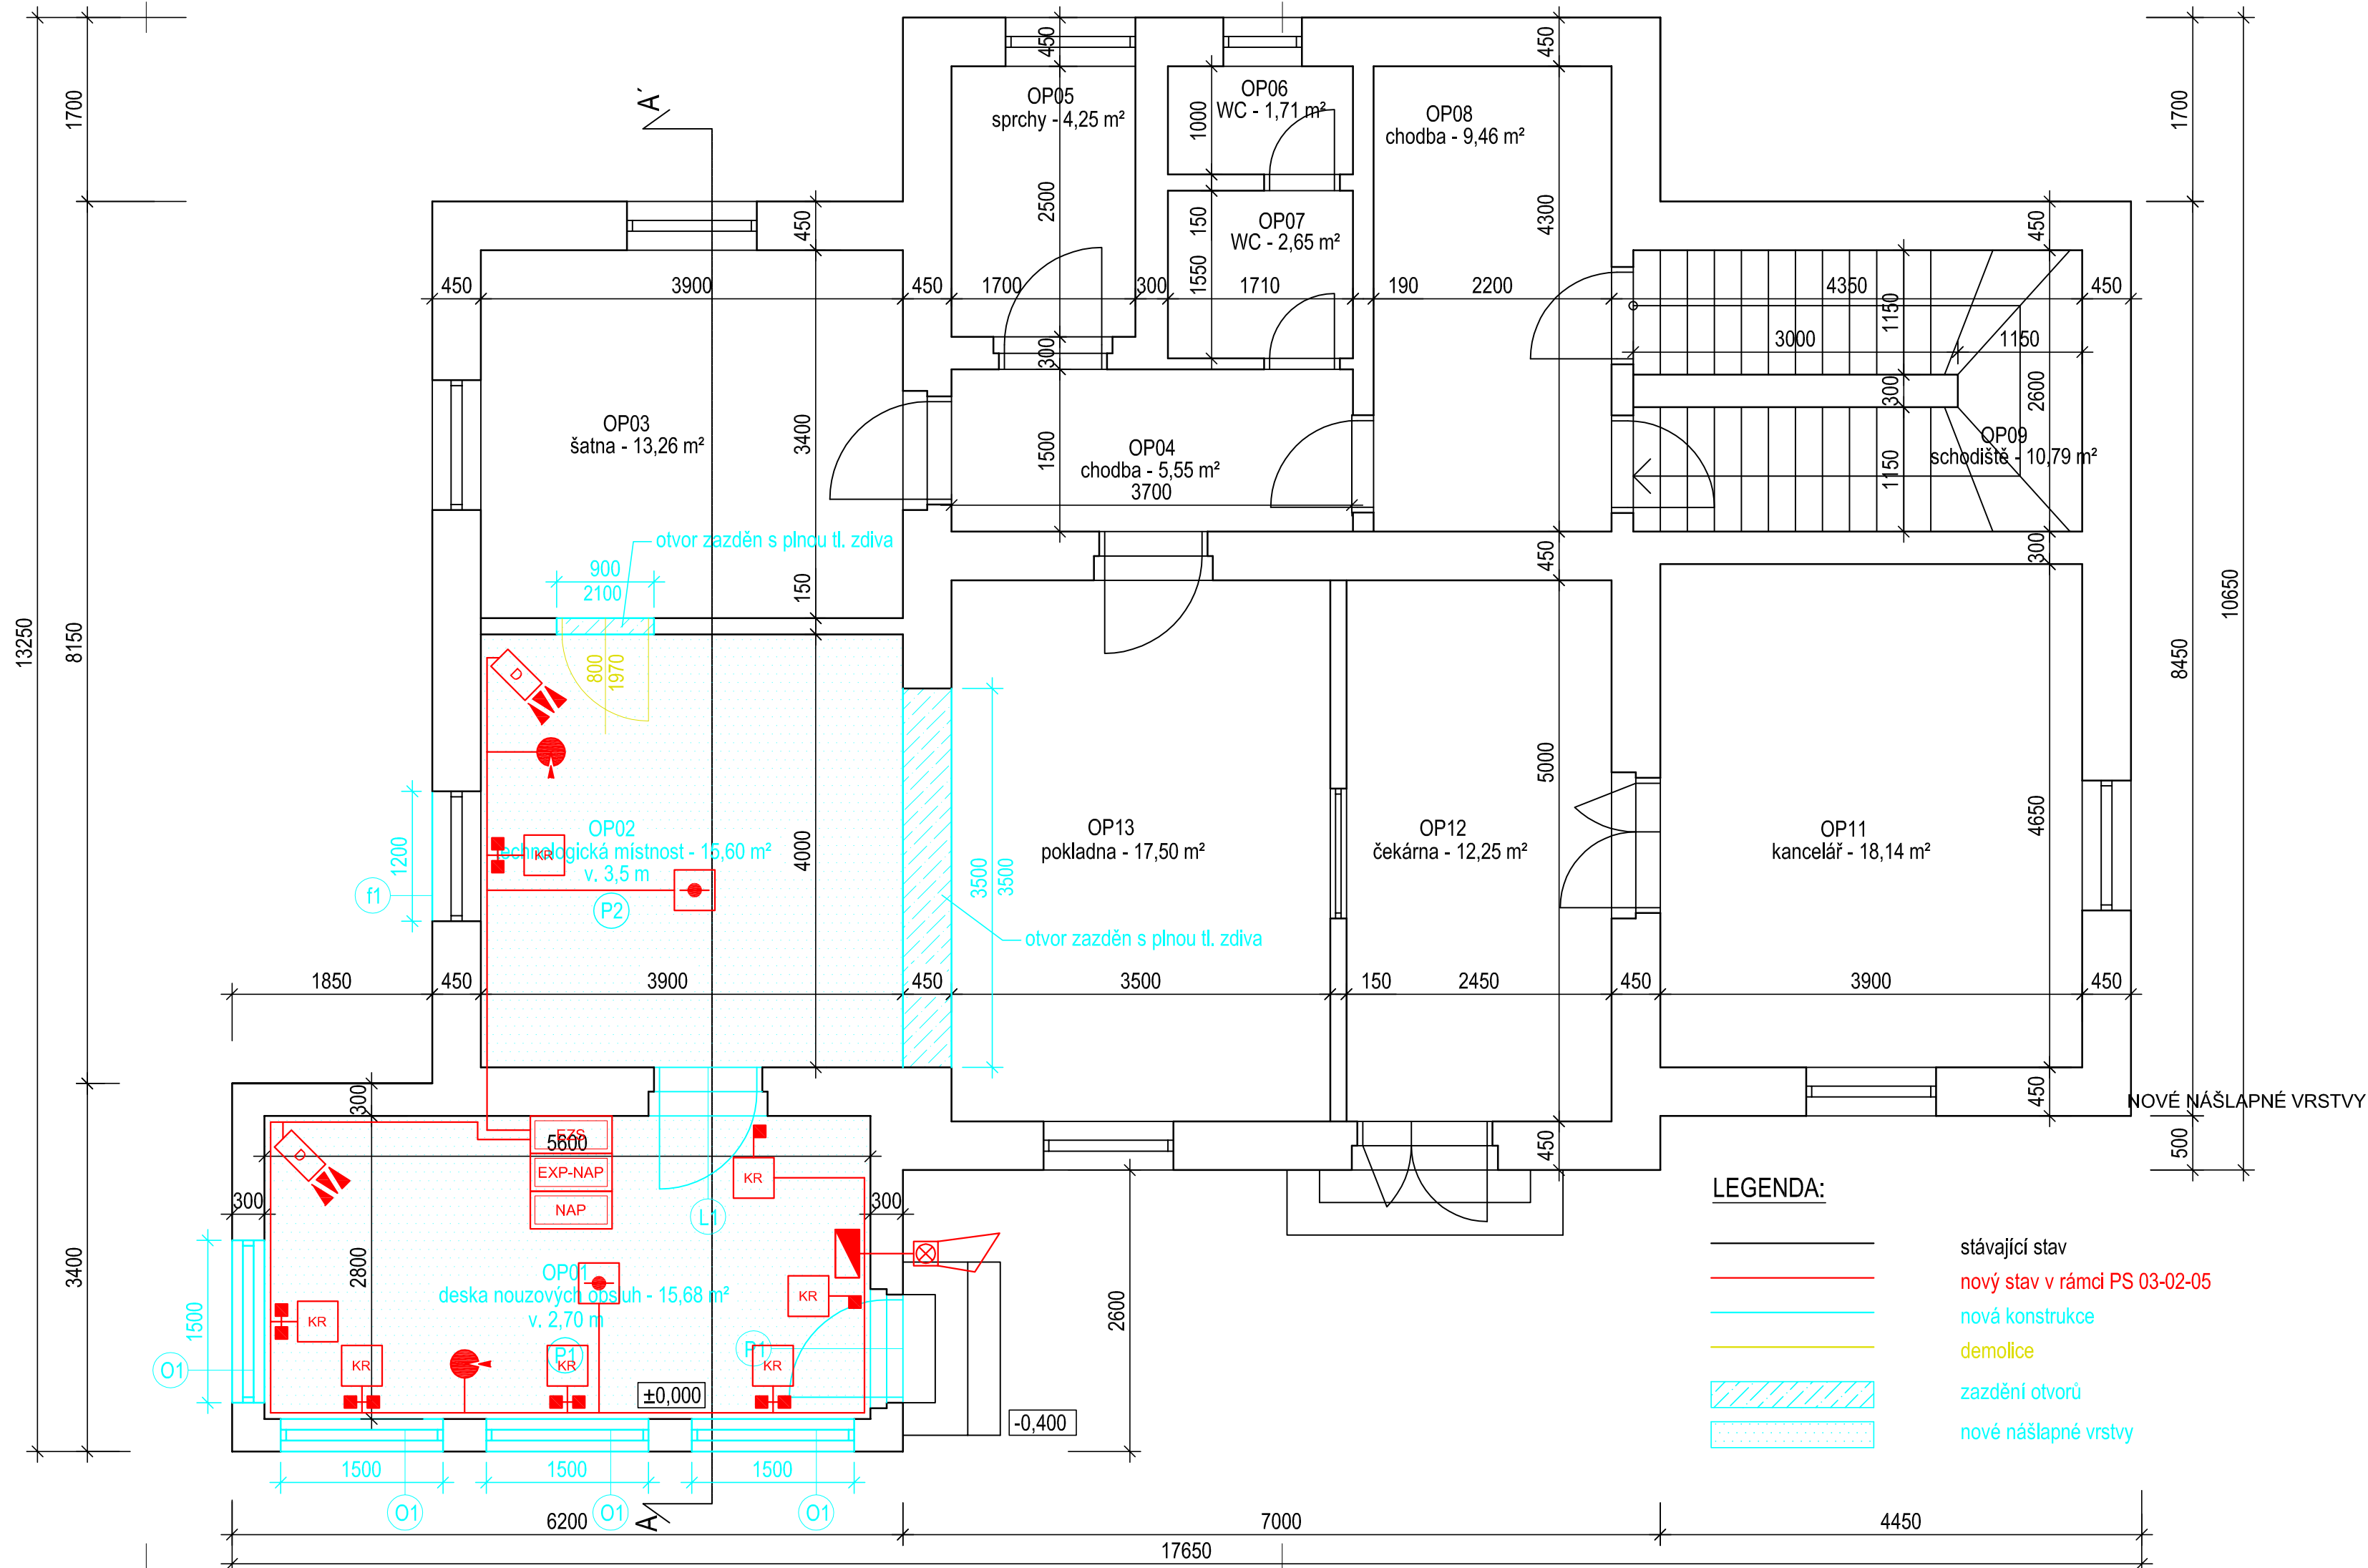 450
450
1700
1700
13250
8150
3400
10650
8450
500
A´
OP05
sprchy - 4,25 m²
OP06
WC - 1,71 m²
OP07
WC - 2,65 m²
OP08
chodba - 9,46 m²
1000
150
1550
2500
4300
450
450
450
3900
450
1700
300
1710
190
2200
4350
450
1150
3000
1150
300
2600
1150
300
OP03
šatna - 13,26 m²
3400
1500
OP04
chodba - 5,55 m²
3700
OP09
schodiště - 10,79 m²
otvor zazděn s plnou tl. zdiva
900
2100
150
450
300
800
1970
D
OP02
echnologická místnost - 15,60 m²
v. 3,5 m
P2
KR
4000
1200
f1
3500
3500
otvor zazděn s plnou tl. zdiva
OP13
pokladna - 17,50 m²
5000
OP12
čekárna - 12,25 m²
OP11
kancelář - 18,14 m²
4650
1850
450
3900
450
3500
150
2450
450
3900
450
300
D
5600
EZS
EXP-NAP
NAP
KR
L1
300
300
450
450
NOVÉ NÁŠLAPNÉ VRSTVY
2800
1500
O1
OP01
deska nouzových obsluh - 15,68 m²
v. 2,70 m
P1
P1
KR
KR
KR
KR
KR
±0,000
-0,400
2600
1500
1500
1500
O1
O1
O1
A
6200
7000
4450
17650
LEGENDA:
stávající stav
nový stav v rámci PS 03-02-05
nová konstrukce
demolice
zazdění otvorů
nové nášlapné vrstvy